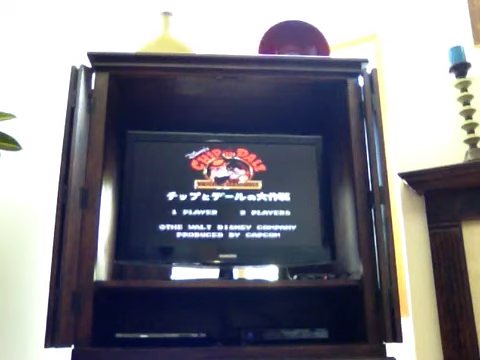 Disney's
CHIP 'N DALE
チップとデールの大作戦
1 PLAYER 2 PLAYERS
©THE WALT DISNEY COMPANY
PRODUCED BY CAPCOM